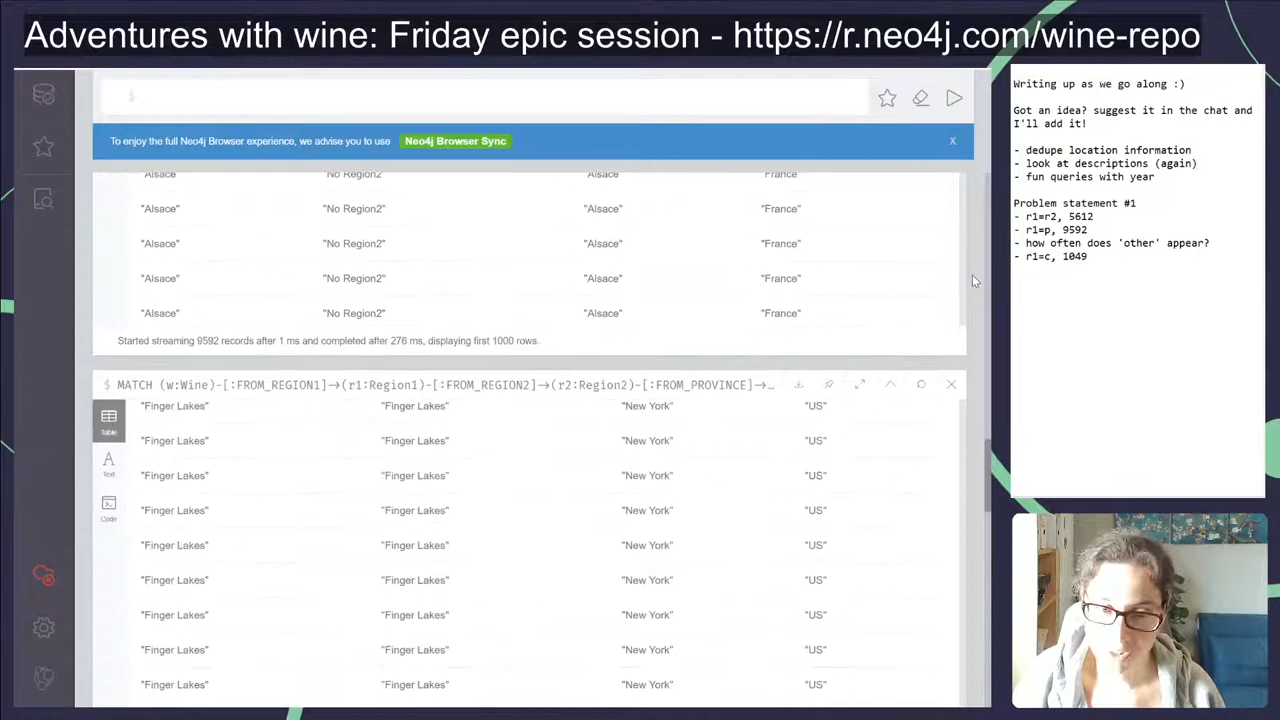 Adventures with wine: Friday epic session - https://r.neo4j.com/wine-repo
$
To enjoy the full Neo4j Browser experience, we advise you to use Neo4j Browser Sync X
"Alsace" "No Region2" "Alsace" "France"
"Alsace" "No Region2" "Alsace" "France"
"Alsace" "No Region2" "Alsace" "France"
"Alsace" "No Region2" "Alsace" "France"
"Alsace" "No Region2" "Alsace" "France"
Started streaming 9592 records after 1 ms and completed after 276 ms, displaying first 1000 rows.
$ MATCH (w:Wine)-[:FROM_REGION1]→(r1:Region1)-[:FROM_REGION2]→(r2:Region2)-[:FROM_PROVINCE]→…
Table
Text
Code
"Finger Lakes" "Finger Lakes" "New York" "US"
"Finger Lakes" "Finger Lakes" "New York" "US"
"Finger Lakes" "Finger Lakes" "New York" "US"
"Finger Lakes" "Finger Lakes" "New York" "US"
"Finger Lakes" "Finger Lakes" "New York" "US"
"Finger Lakes" "Finger Lakes" "New York" "US"
"Finger Lakes" "Finger Lakes" "New York" "US"
"Finger Lakes" "Finger Lakes" "New York" "US"
"Finger Lakes" "Finger Lakes" "New York" "US"
Writing up as we go along :)
Got an idea? suggest it in the chat and
I'll add it!
- dedupe location information
- look at descriptions (again)
- fun queries with year
Problem statement #1
- r1=r2, 5612
- r1=p, 9592
- how often does 'other' appear?
- r1=c, 1049